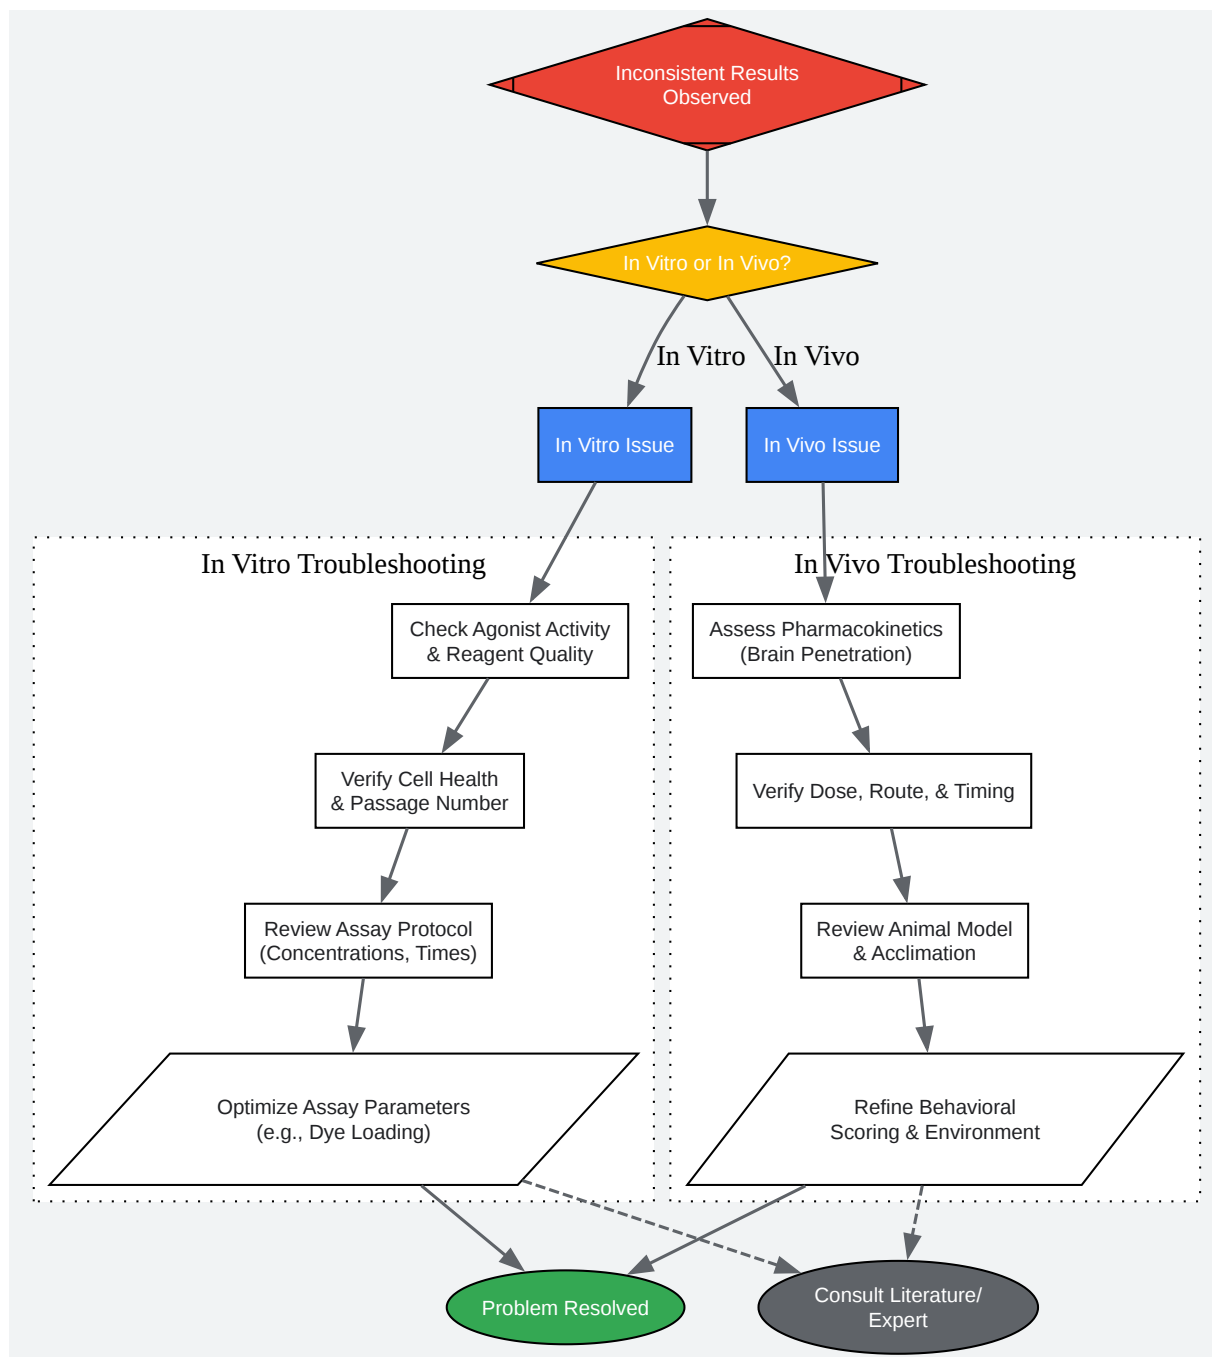 Inconsistent Results
Observed
In Vitro or In Vivo?
In Vitro
In Vivo
In Vitro Issue
In Vivo Issue
In Vitro Troubleshooting
Check Agonist Activity
& Reagent Quality
Verify Cell Health
& Passage Number
Review Assay Protocol
(Concentrations, Times)
Optimize Assay Parameters
(e.g., Dye Loading)
In Vivo Troubleshooting
Assess Pharmacokinetics
(Brain Penetration)
Verify Dose, Route, & Timing
Review Animal Model
& Acclimation
Refine Behavioral
Scoring & Environment
Problem Resolved
Consult Literature/
Expert